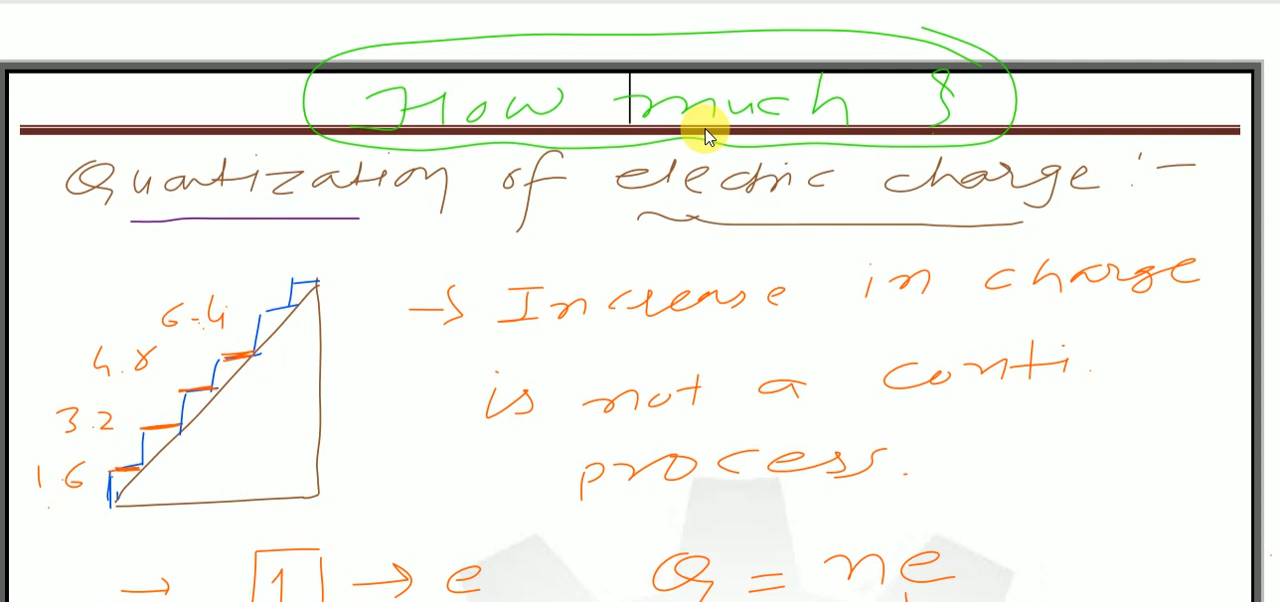 How much ?
Quantization of electric charge :-
6.4
4.8
3.2
1.6
→ Increase in charge
is not a conti.
process.
→ 1 → e
Q = ne